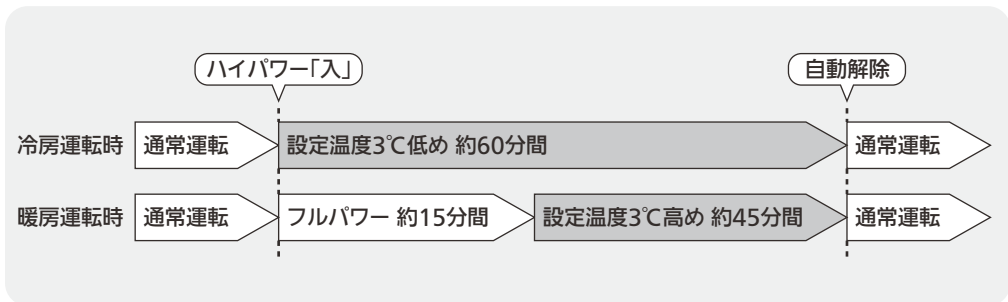 ハイパワー「入」 自動解除
冷房運転時 通常運転 設定温度3℃低め 約60分間 通常運転
暖房運転時 通常運転 フルパワー 約15分間 設定温度3℃高め 約45分間 通常運転